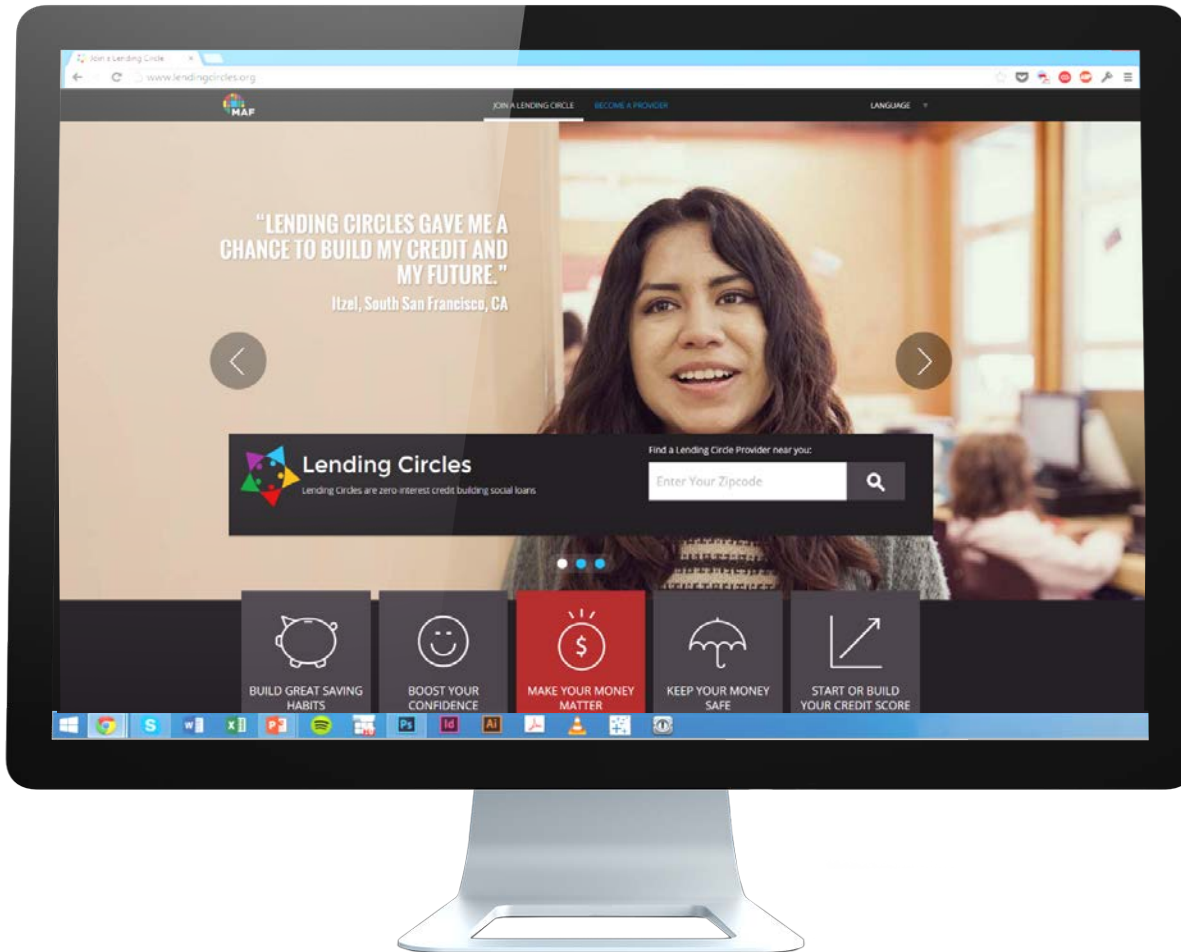 Join a Lending Circle
www.lendingcircles.org
MAF
JOIN A LENDING CIRCLE BECOME A PROVIDER LANGUAGE
"LENDING CIRCLES GAVE ME A
CHANCE TO BUILD MY CREDIT AND
MY FUTURE."
Itzel, South San Francisco, CA
Lending Circles
Lending Circles are zero-interest credit building social loans
Find a Lending Circle Provider near you:
Enter Your Zipcode
$
BUILD GREAT SAVING
HABITS
BOOST YOUR
CONFIDENCE
MAKE YOUR MONEY
MATTER
KEEP YOUR MONEY
SAFE
START OR BUILD
YOUR CREDIT SCORE
S
Ps
Id
Ai